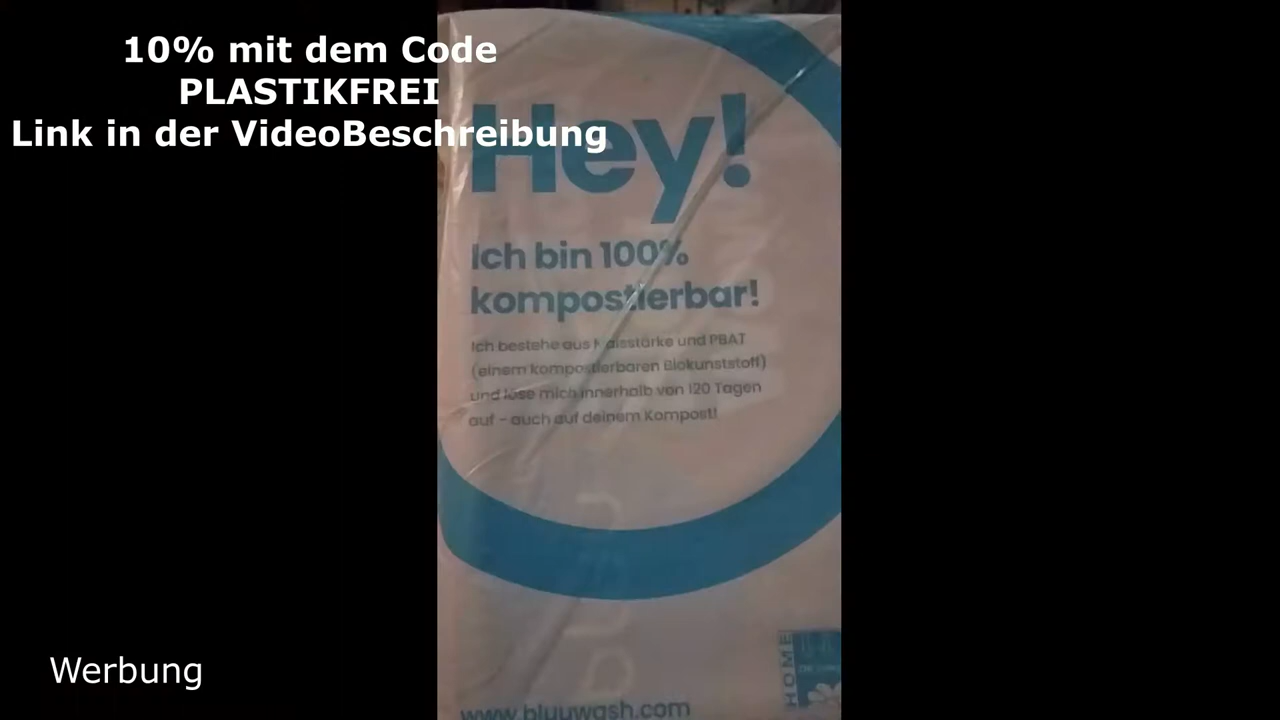 10% mit dem Code
PLASTIKFREI
Link in der VideoBeschreibung
Hey!
Ich bin 100%
kompostierbar!
Ich bestehe aus Maisstärke und PBAT
(einem kompostierbaren Biokunststoff)
und löse mich innerhalb von 120 Tagen
auf - auch auf deinem Kompost!
HOME
www.bluuwash.com
Werbung